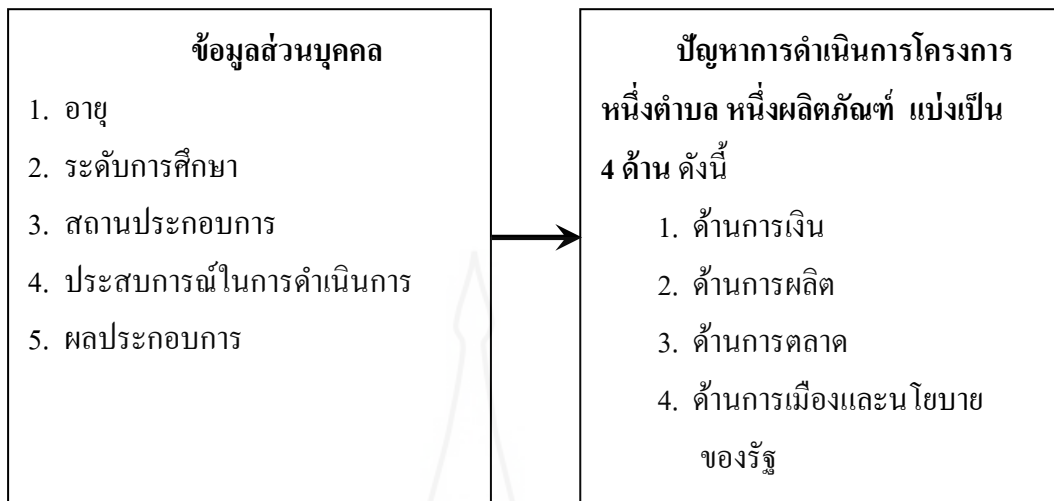 ข้อมูลส่วนบุคคล
1. อายุ
2. ระดับการศึกษา
3. สถานประกอบการ
4. ประสบการณ์ในการดำเนินการ
5. ผลประกอบการ
ปัญหาการดำเนินการโครงการ
หนึ่งตำบล หนึ่งผลิตภัณฑ์ แบ่งเป็น
4 ด้าน ดังนี้
1. ด้านการเงิน
2. ด้านการผลิต
3. ด้านการตลาด
4. ด้านการเมืองและนโยบาย
ของรัฐ